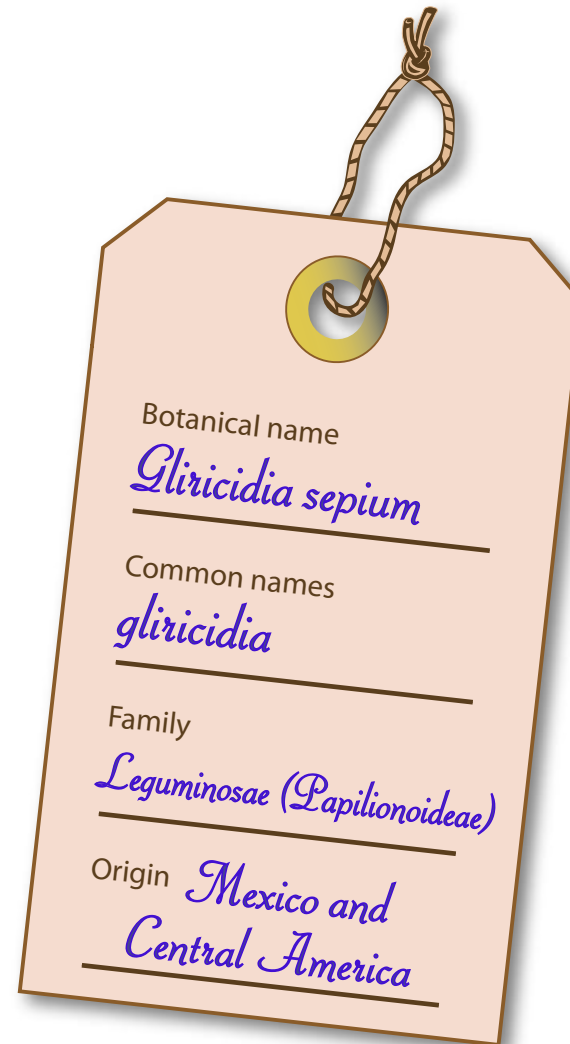 Botanical name
Gliricidia sepium
Common names
gliricidia
Family
Leguminosae (Papilionoideae)
Origin Mexico and
Central America